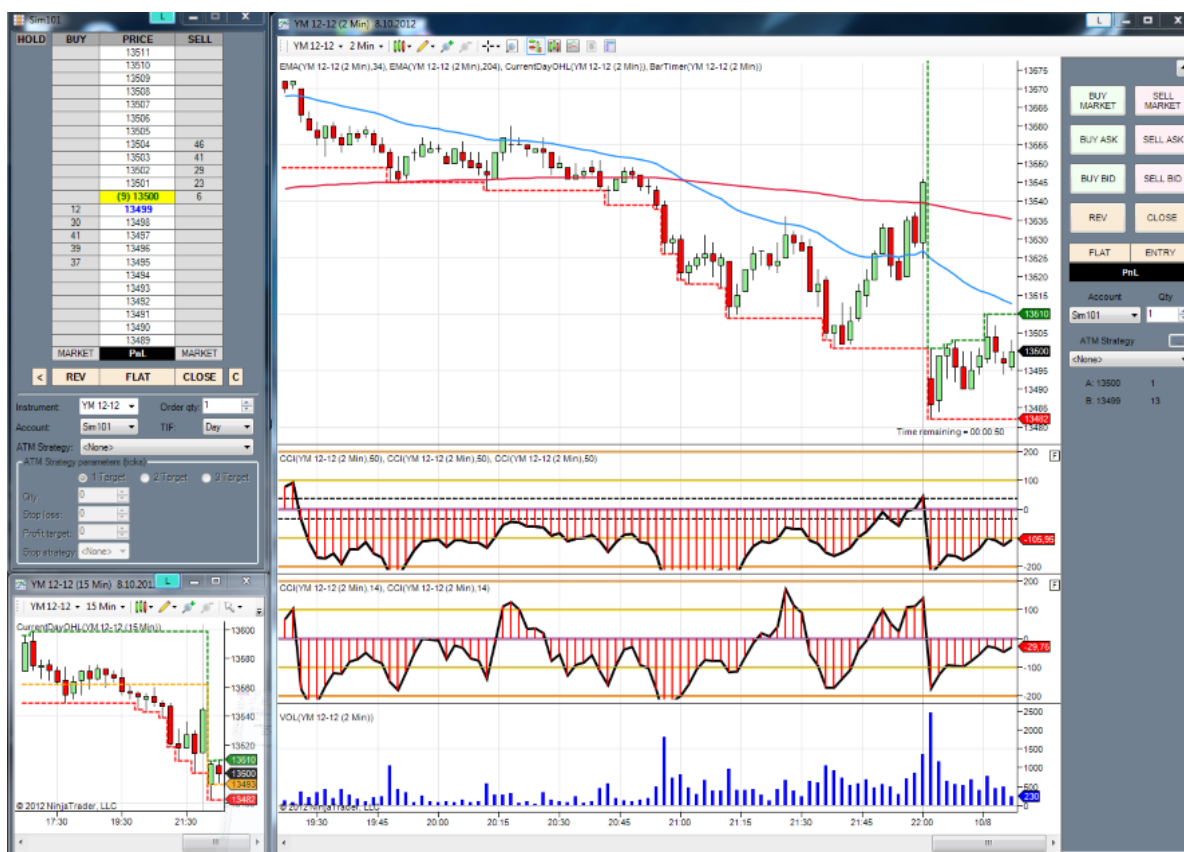 Sim101
L
HOLD BUY PRICE SELL
13511
13510
13509
13508
13507
13506
13505
13504 46
13503 41
13502 29
13501 23
(9) 13500 6
12 13499
30 13498
41 13497
39 13496
37 13495
13494
13493
13492
13491
13490
13489
MARKET PnL MARKET
< REV FLAT CLOSE C
Instrument: YM 12-12 Order qty: 1
Account: Sim101 TIF: Day
ATM Strategy: <None>
ATM Strategy parameters (ticks)
1 Target 2 Target 3 Target
Qty: 0
Stop loss: 0
Profit target: 0
Stop strategy: <None>
YM 12-12 (15 Min) 8.10.201
L
YM 12-12 15 Min
CurrentDayOHL(YM 12-12 (15 Min))
13600
13580
13560
13540
13520
13510
13500
13493
13482
© 2012 NinjaTrader, LLC
17:30 19:30 21:30
YM 12-12 (2 Min) 8.10.2012
L
YM 12-12 2 Min
EMA(YM 12-12 (2 Min),34), EMA(YM 12-12 (2 Min),204), CurrentDayOHL(YM 12-12 (2 Min)), BarTimer(YM 12-12 (2 Min))
13675
13670
13665
13660
13655
13650
13645
13640
13635
13630
13625
13620
13615
13510
13505
13500
13495
13490
13485
13482
13480
Time remaining = 00:00:50
CCI(YM 12-12 (2 Min),50), CCI(YM 12-12 (2 Min),50), CCI(YM 12-12 (2 Min),50)
F
200
100
0
-105,95
-200
CCI(YM 12-12 (2 Min),14), CCI(YM 12-12 (2 Min),14)
F
200
100
0
-29,76
-100
-200
VOL(YM 12-12 (2 Min))
2500
2000
1500
1000
500
230
0
© 2012 NinjaTrader, LLC
19:30 19:45 20:00 20:15 20:30 20:45 21:00 21:15 21:30 21:45 22:00 10/8
BUY MARKET SELL MARKET
BUY ASK SELL ASK
BUY BID SELL BID
REV CLOSE
FLAT ENTRY
PnL
Account Qty
Sim101 1
ATM Strategy
<None>
A: 13500 1
B: 13499 13